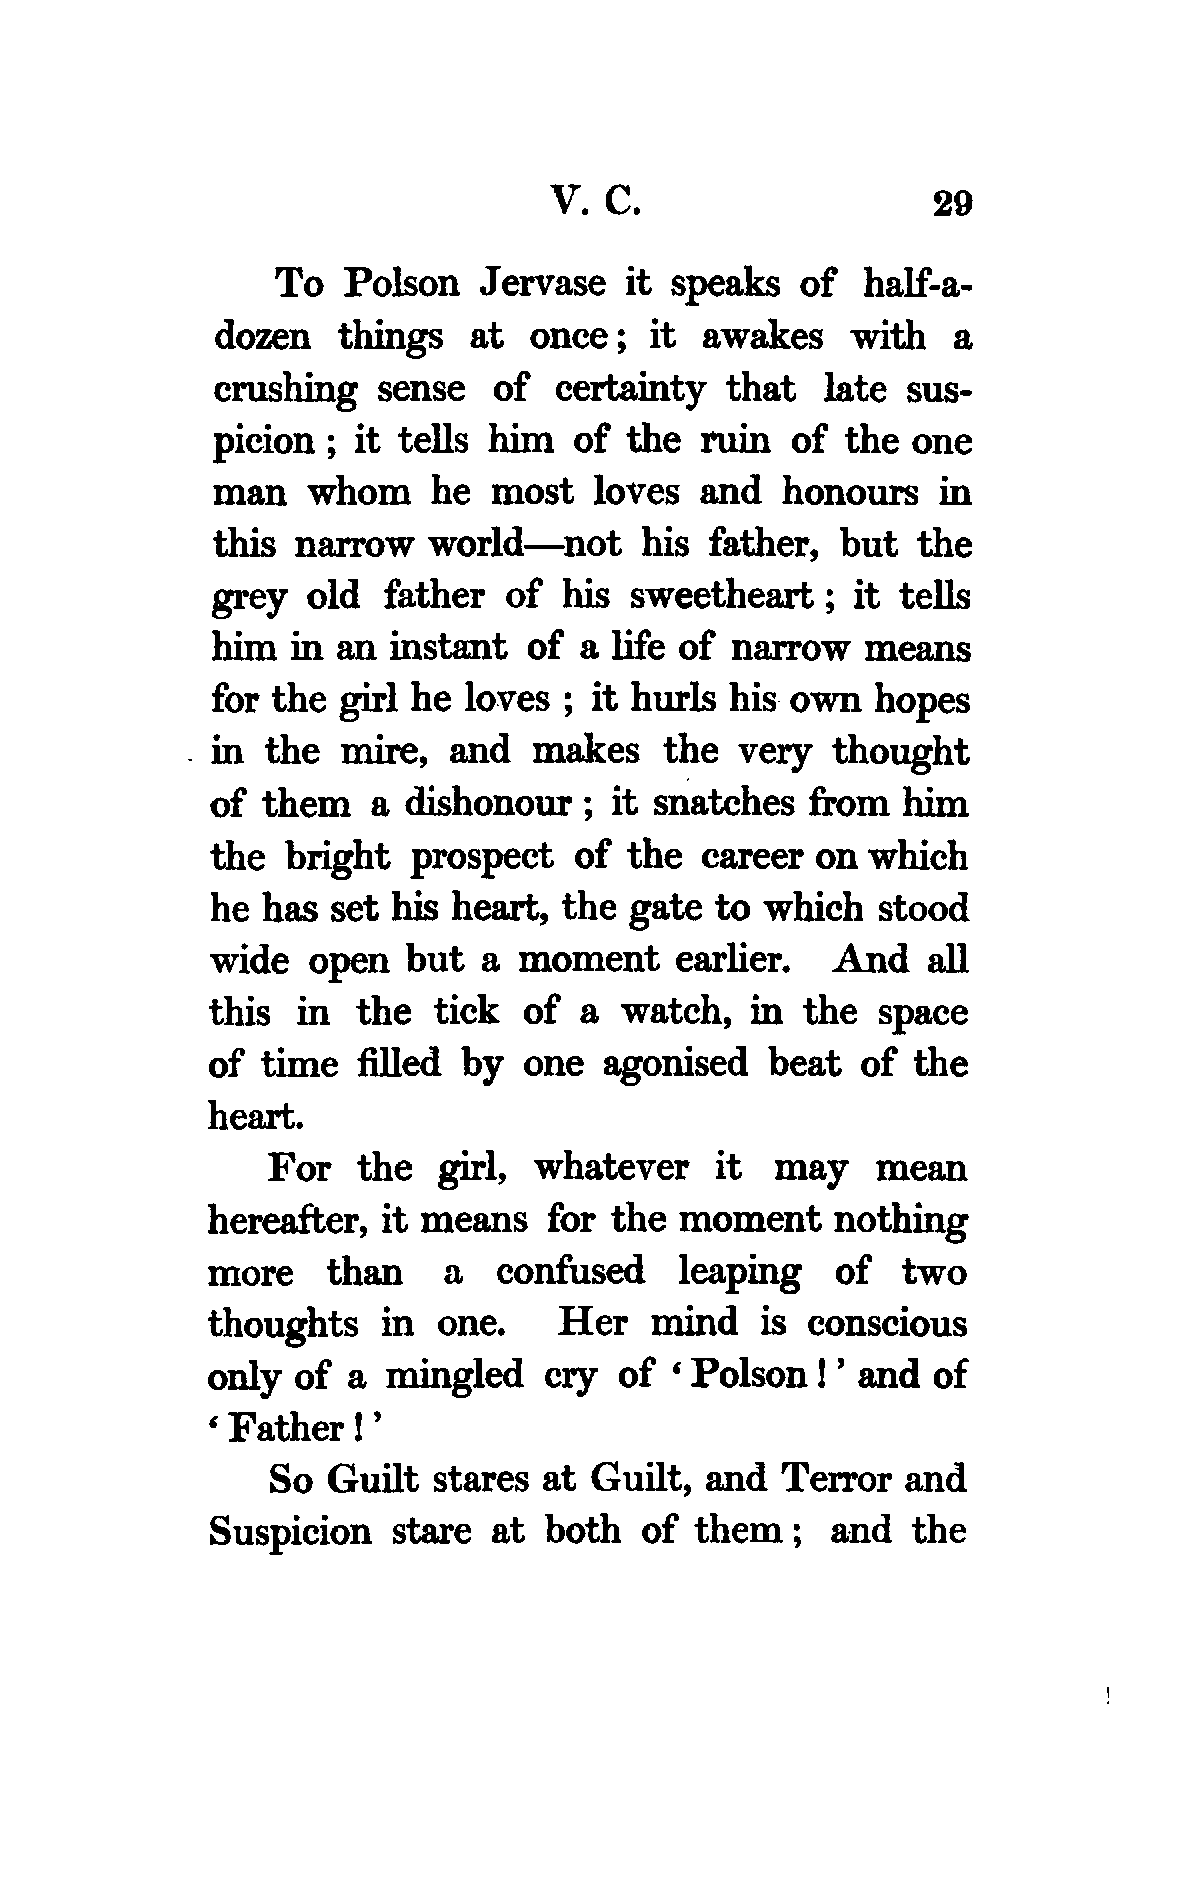 V. C. 29
To Polson Jervase it speaks of half-a-
dozen things at once; it awakes with a
crushing sense of certainty that late sus-
picion; it tells him of the ruin of the one
man whom he most loves and honours in
this narrow world—not his father, but the
grey old father of his sweetheart; it tells
him in an instant of a life of narrow means
for the girl he loves; it hurls his own hopes
in the mire, and makes the very thought
of them a dishonour; it snatches from him
the bright prospect of the career on which
he has set his heart, the gate to which stood
wide open but a moment earlier. And all
this in the tick of a watch, in the space
of time filled by one agonised beat of the
heart.
For the girl, whatever it may mean
hereafter, it means for the moment nothing
more than a confused leaping of two
thoughts in one. Her mind is conscious
only of a mingled cry of ‘Polson!’ and of
‘Father!’
So Guilt stares at Guilt, and Terror and
Suspicion stare at both of them; and the